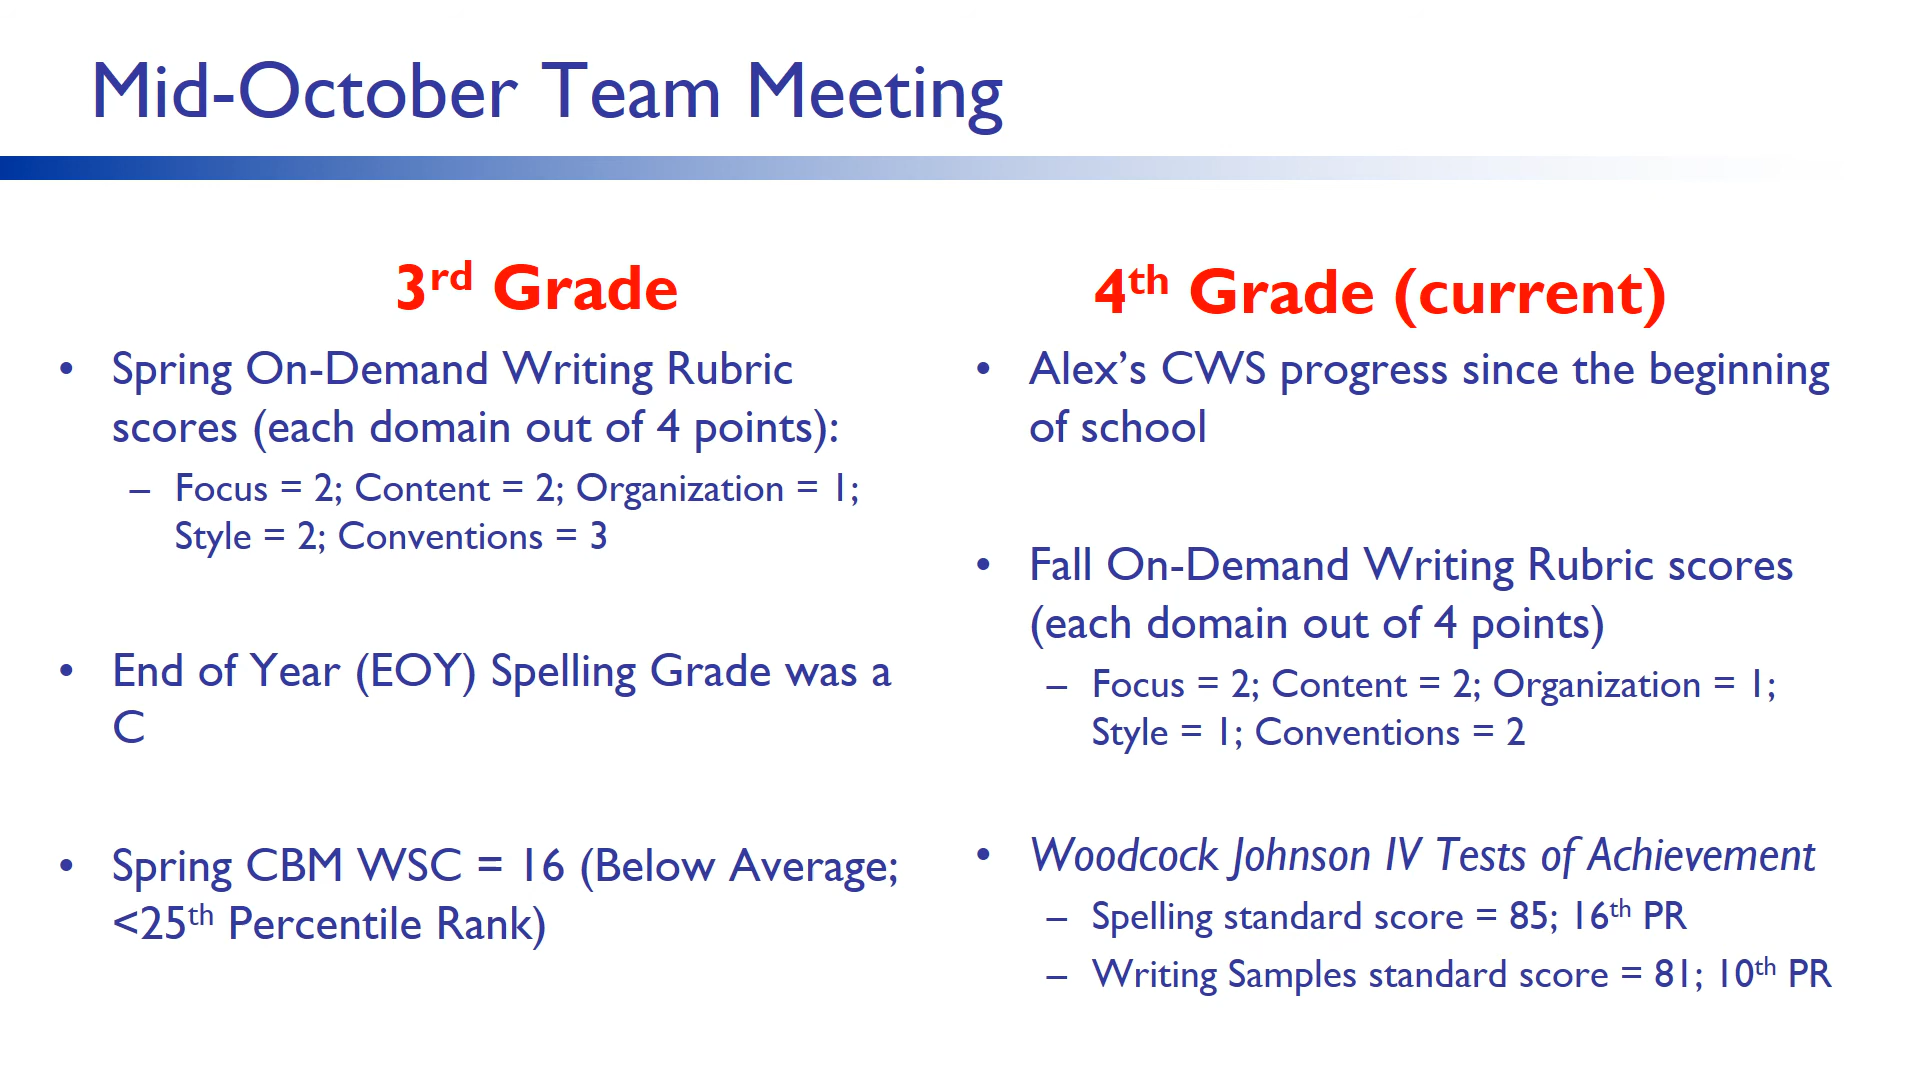 Mid-October Team Meeting
3rd Grade
• Spring On-Demand Writing Rubric
scores (each domain out of 4 points):
– Focus = 2; Content = 2; Organization = 1;
Style = 2; Conventions = 3
• End of Year (EOY) Spelling Grade was a
C
• Spring CBM WSC = 16 (Below Average;
<25th Percentile Rank)
4th Grade (current)
• Alex’s CWS progress since the beginning
of school
• Fall On-Demand Writing Rubric scores
(each domain out of 4 points)
– Focus = 2; Content = 2; Organization = 1;
Style = 1; Conventions = 2
• Woodcock Johnson IV Tests of Achievement
– Spelling standard score = 85; 16th PR
– Writing Samples standard score = 81; 10th PR